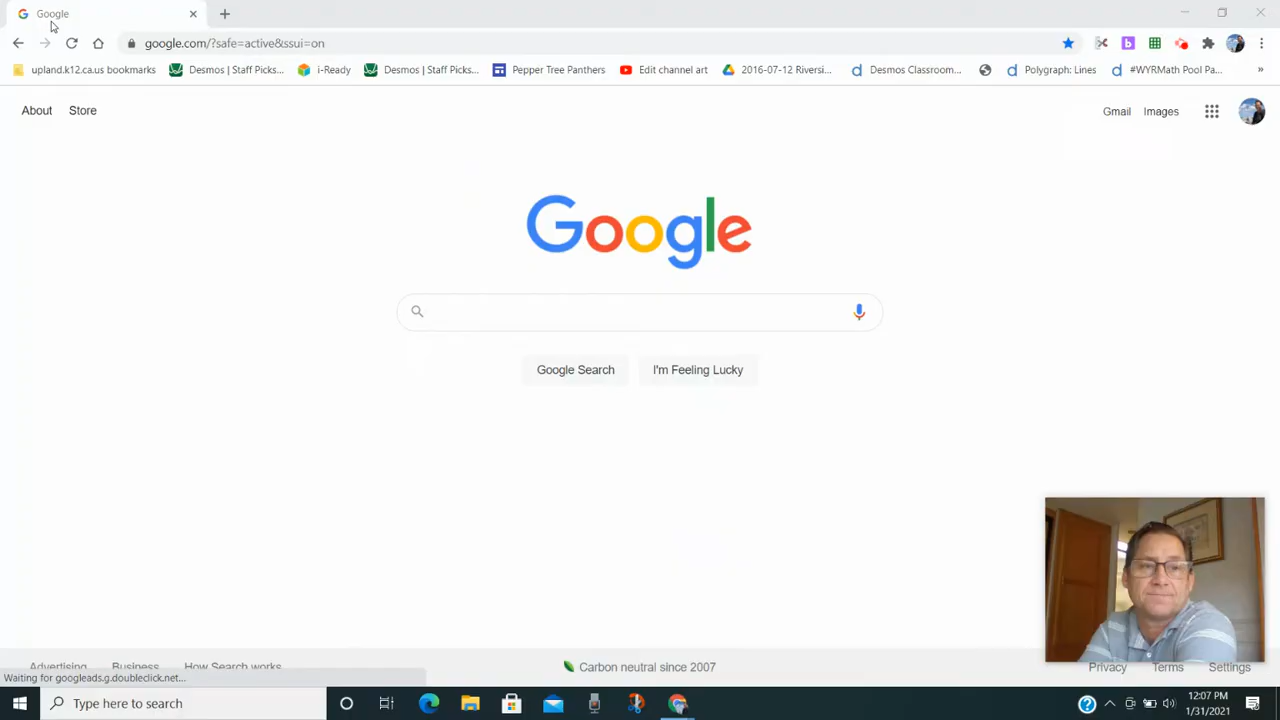 Google
google.com/?safe=active&ssui=on
upland.k12.ca.us bookmarks Desmos | Staff Picks... i-Ready Desmos | Staff Picks... Pepper Tree Panthers Edit channel art 2016-07-12 Riversi... Desmos Classroom... Polygraph: Lines #WYRMath Pool Pa... »
About Store Gmail Images
Google
Google Search I'm Feeling Lucky
Advertising Business How Search works Carbon neutral since 2007 Privacy Terms Settings
Waiting for googleads.g.doubleclick.net...
Type here to search
12:07 PM
1/31/2021